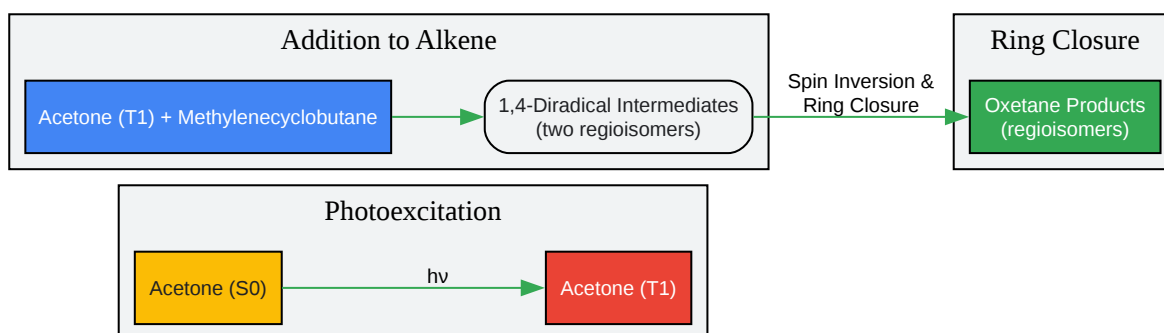 Addition to Alkene
Acetone (T1) + Methylenecyclobutane
1,4-Diradical Intermediates
(two regioisomers)
Spin Inversion &
Ring Closure
Ring Closure
Oxetane Products
(regioisomers)
Photoexcitation
Acetone (S0)
hν
Acetone (T1)